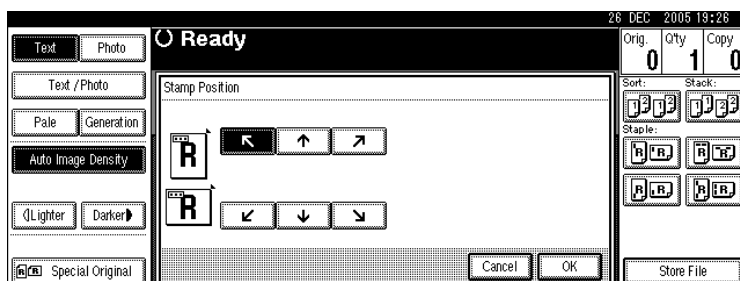 26 DEC 2005 19:26
Text Photo
Ready
Orig. Q'ty Copy
0 1 0
Text / Photo
Stamp Position
Sort: Stack:
Pale Generation
Staple:
R
Auto Image Density
R
Lighter Darker
Cancel OK
Special Original
Store File